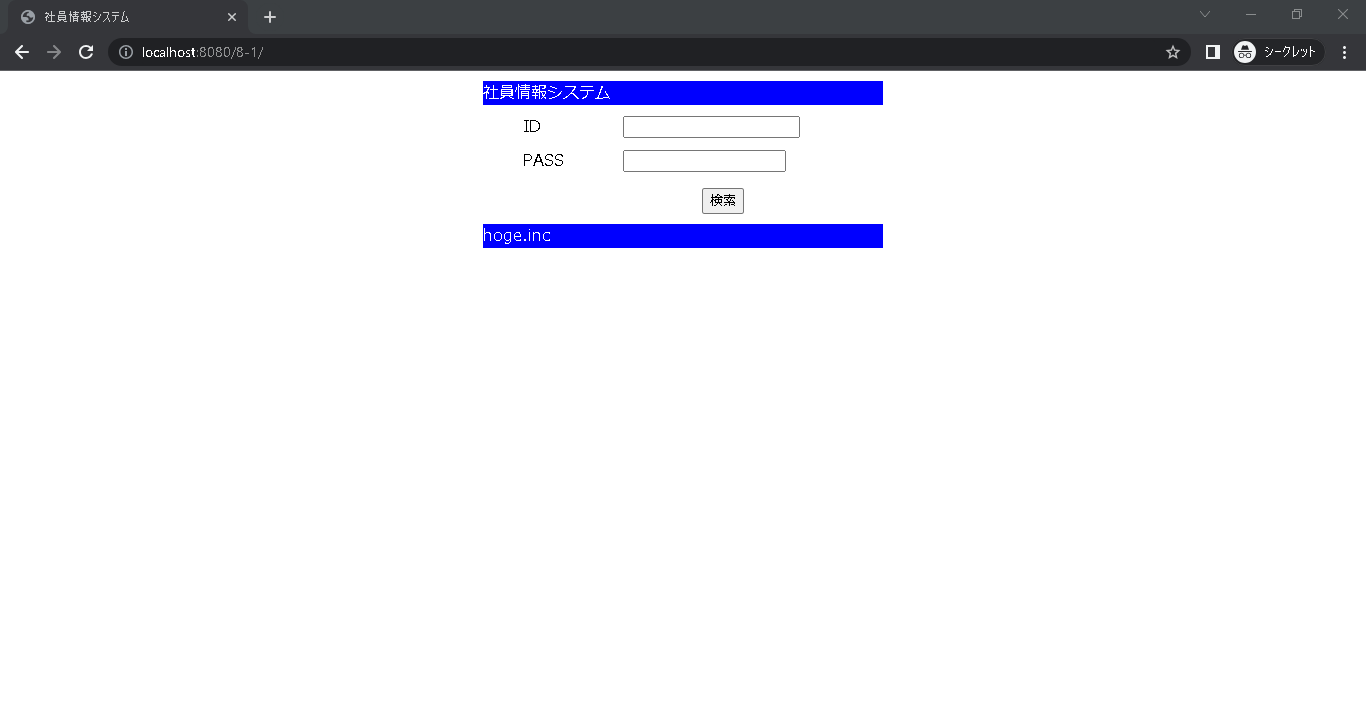 社員情報システム
localhost:8080/8-1/
シークレット
社員情報システム
ID
PASS
検索
hoge.inc